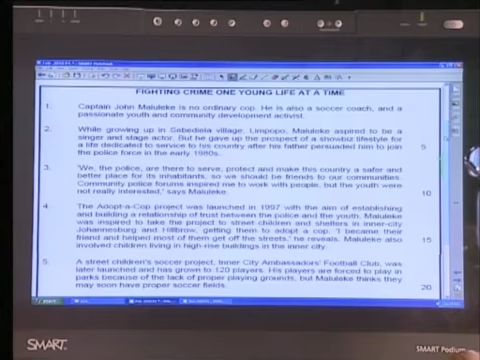 FIGHTING CRIME ONE YOUNG LIFE AT A TIME
1. Captain John Maluleke is no ordinary cop. He is also a soccer coach, and a
passionate youth and community development activist.
2. While growing up in Sebediela village, Limpopo, Maluleke aspired to be a
singer and stage actor. But he gave up the prospect of a showbiz lifestyle for
a life dedicated to service to his country after his father persuaded him to join 5
the police force in the early 1980s.
3. 'We, the police, are there to serve, protect and make this country a safer and
better place for its inhabitants, so we should be friends to our communities.
Community police forums inspired me to work with people, but the youth were
not really interested,' says Maluleke. 10
4. The Adopt-a-Cop project was launched in 1997 with the aim of establishing
and building a relationship of trust between the police and the youth. Maluleke
was inspired to take the project to street children and shelters in inner-city
Johannesburg and Hillbrow, getting them to adopt a cop. 'I became their
friend and helped most of them get off the streets,' he reveals. Maluleke also 15
involved children living in high-rise buildings in the inner city.
5. A street children's soccer project, Inner City Ambassadors' Football Club, was
later launched and has grown to 120 players. His players are forced to play in
parks because of the lack of proper playing grounds, but Maluleke thinks they
may soon have proper soccer fields. 20
SMART
SMART Podium